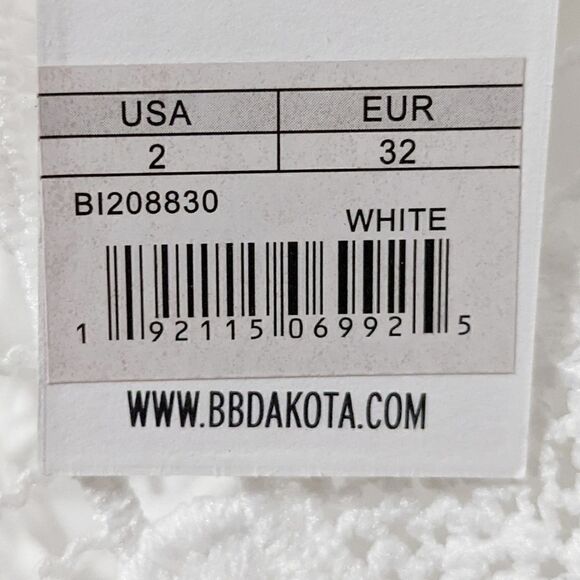 USA EUR
2 32
BI208830
WHITE
1 92115 06992 5
WWW.BBDAKOTA.COM